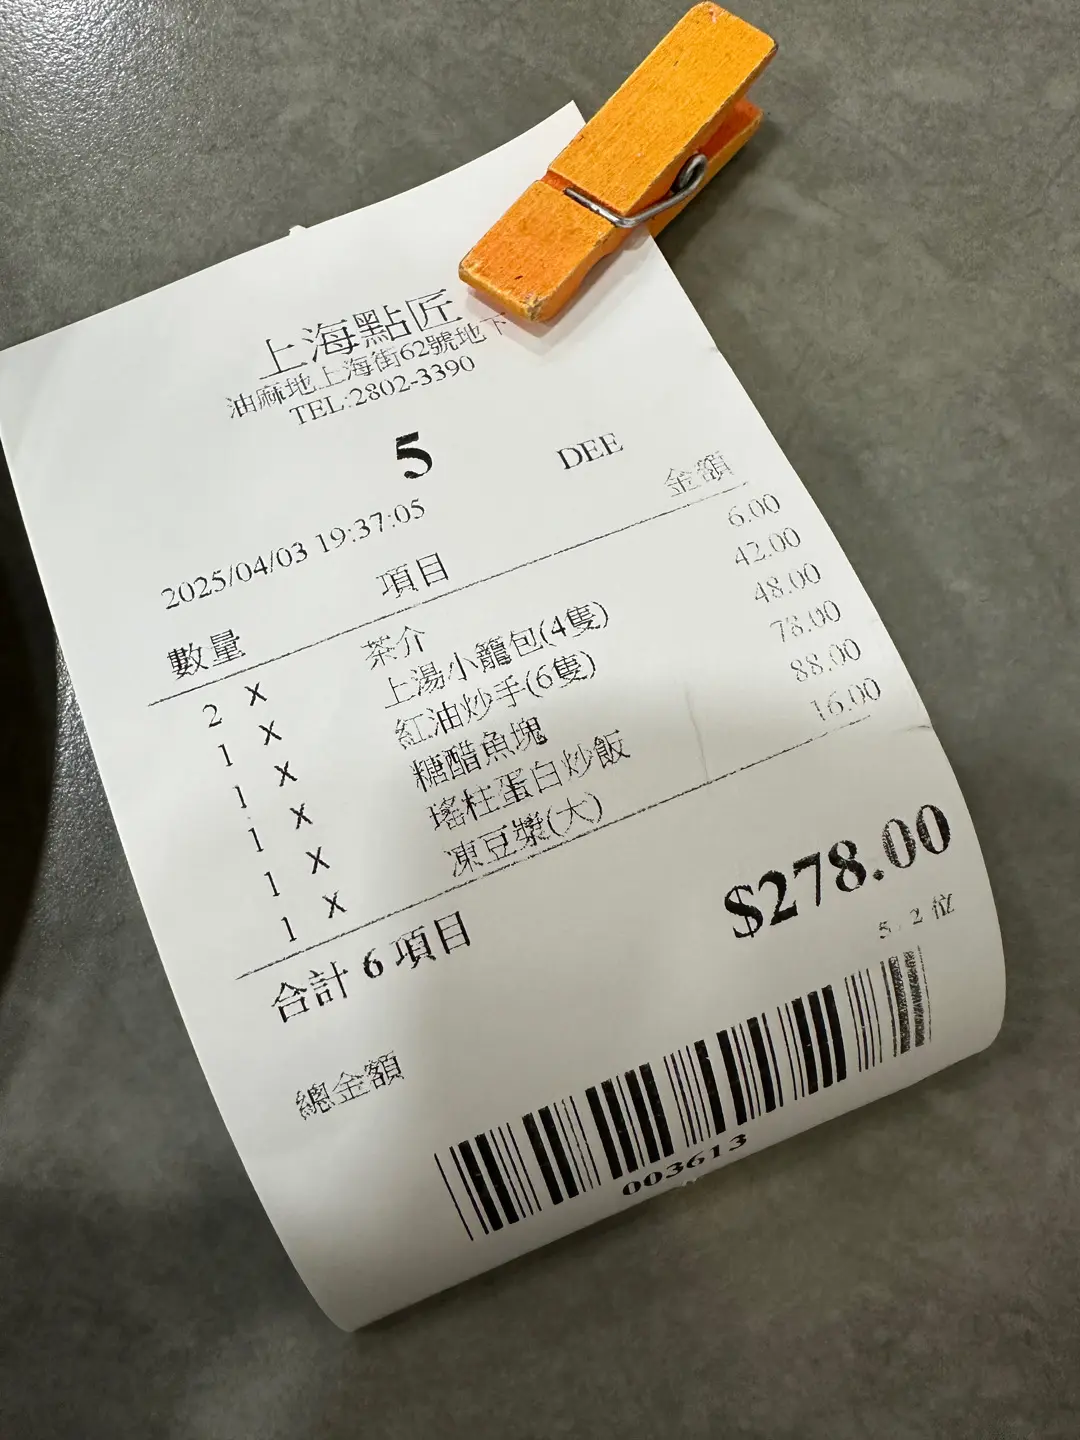 上海點匠
油麻地上海街62號地下
TEL:2802-3390
5 DEE
2025/04/03 19:37:05
數量 項目 金額
2 X 茶介 6.00
1 X 上湯小籠包(4隻) 42.00
1 X 紅油炒手(6隻) 48.00
1 X 糖醋魚塊 78.00
1 X 瑤柱蛋白炒飯 88.00
1 X 凍豆漿(大) 16.00
合計 6 項目 $278.00
總金額 5, 2 位
003613